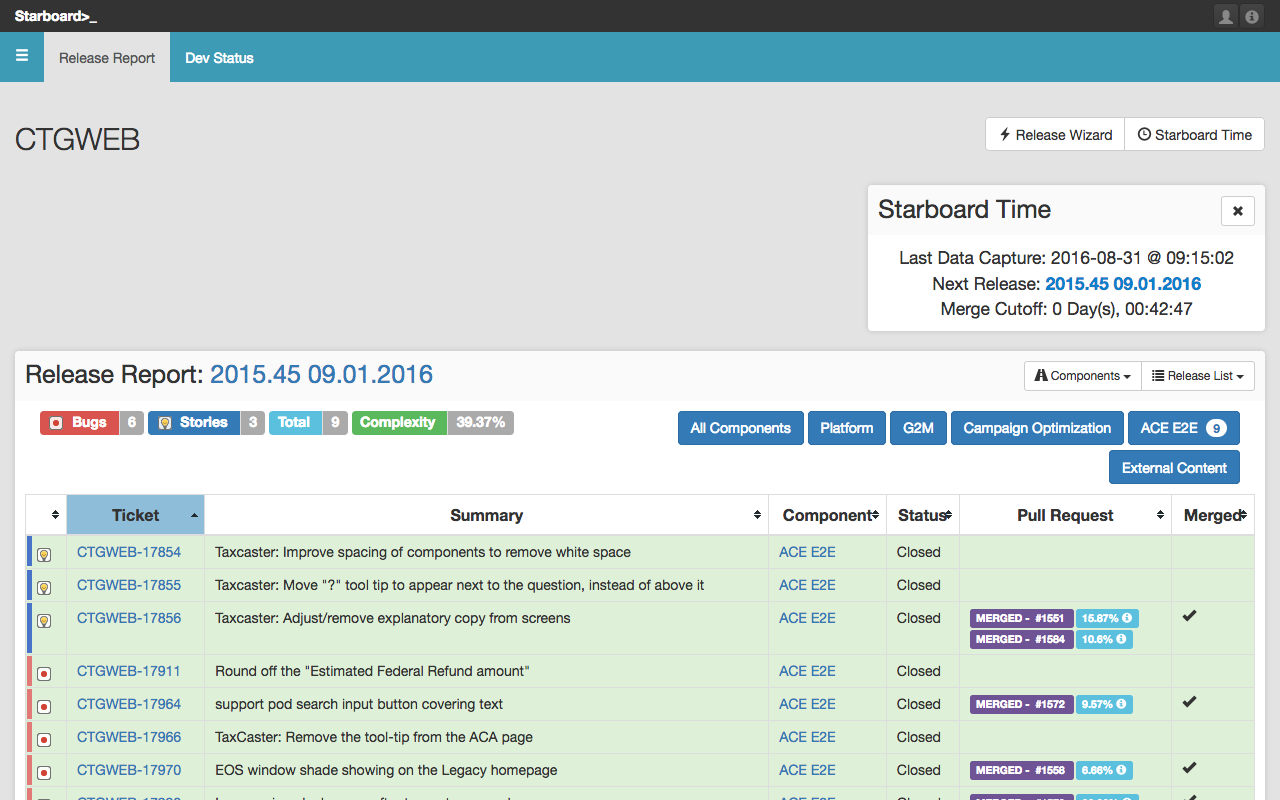 Starboard>_
Release Report Dev Status
CTGWEB
Release Wizard Starboard Time
Starboard Time
Last Data Capture: 2016-08-31 @ 09:15:02
Next Release: 2015.45 09.01.2016
Merge Cutoff: 0 Day(s), 00:42:47
Release Report: 2015.45 09.01.2016
Components Release List
Bugs 6 Stories 3 Total 9 Complexity 39.37%
All Components Platform G2M Campaign Optimization ACE E2E 9
External Content
Ticket Summary Component Status Pull Request Merged
CTGWEB-17854 Taxcaster: Improve spacing of components to remove white space ACE E2E Closed
CTGWEB-17855 Taxcaster: Move "?" tool tip to appear next to the question, instead of above it ACE E2E Closed
CTGWEB-17856 Taxcaster: Adjust/remove explanatory copy from screens ACE E2E Closed MERGED - #1551 15.87%
MERGED - #1564 10.6%
CTGWEB-17911 Round off the "Estimated Federal Refund amount" ACE E2E Closed
CTGWEB-17964 support pod search input button covering text ACE E2E Closed MERGED - #1572 9.57%
CTGWEB-17966 TaxCaster: Remove the tool-tip from the ACA page ACE E2E Closed
CTGWEB-17970 EOS window shade showing on the Legacy homepage ACE E2E Closed MERGED - #1558 6.66%